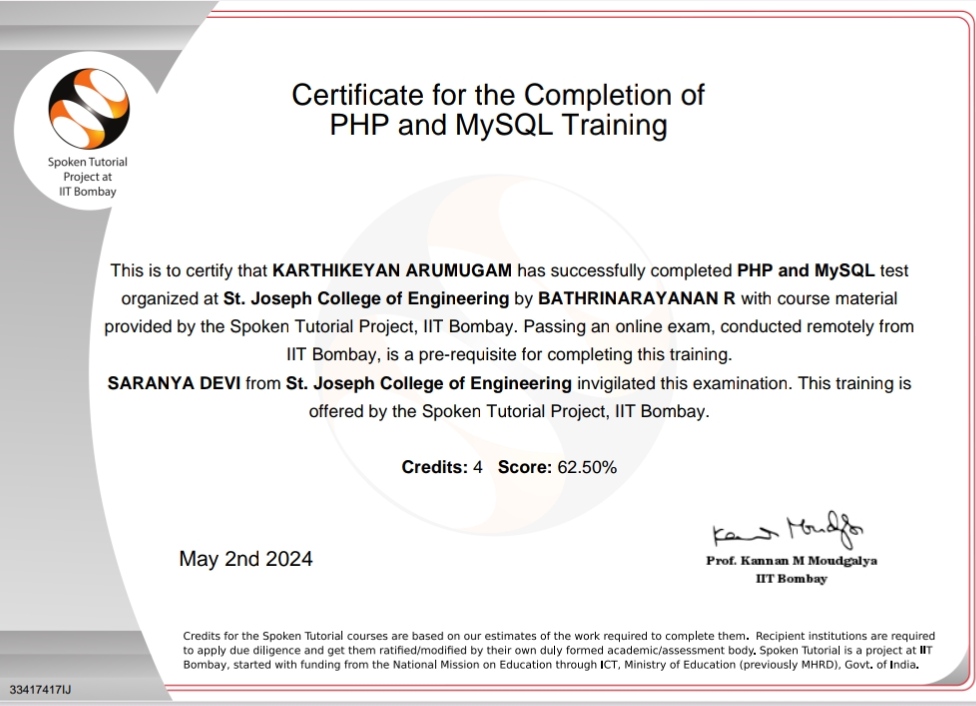 Certificate for the Completion of
PHP and MySQL Training
Spoken Tutorial
Project at
IIT Bombay
This is to certify that KARTHIKEYAN ARUMUGAM has successfully completed PHP and MySQL test
organized at St. Joseph College of Engineering by BATHRINARAYANAN R with course material
provided by the Spoken Tutorial Project, IIT Bombay. Passing an online exam, conducted remotely from
IIT Bombay, is a pre-requisite for completing this training.
SARANYA DEVI from St. Joseph College of Engineering invigilated this examination. This training is
offered by the Spoken Tutorial Project, IIT Bombay.
Credits: 4 Score: 62.50%
May 2nd 2024
Prof. Kannan M Moudgalya
IIT Bombay
Credits for the Spoken Tutorial courses are based on our estimates of the work required to complete them. Recipient institutions are required
to apply due diligence and get them ratified/modified by their own duly formed academic/assessment body. Spoken Tutorial is a project at IIT
Bombay, started with funding from the National Mission on Education through ICT, Ministry of Education (previously MHRD), Govt. of India.
33417417IJ